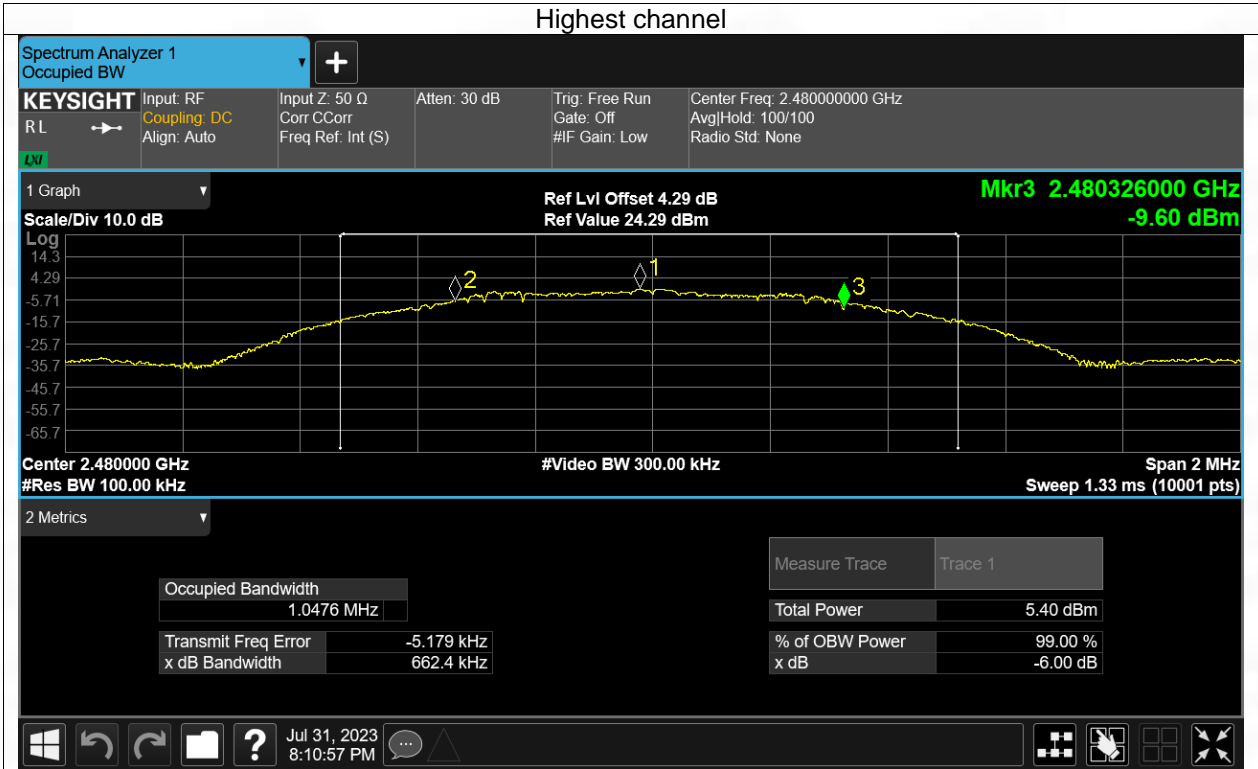 Highest channel
Spectrum Analyzer 1
Occupied BW
KEYSIGHT
R L
LXI
Input: RF
Coupling: DC
Align: Auto
Input Z: 50 Ω
Corr CCorr
Freq Ref: Int (S)
Atten: 30 dB
Trig: Free Run
Gate: Off
#IF Gain: Low
Center Freq: 2.480000000 GHz
Avg|Hold: 100/100
Radio Std: None
1 Graph
Scale/Div 10.0 dB
Ref Lvl Offset 4.29 dB
Ref Value 24.29 dBm
Mkr3 2.480326000 GHz
-9.60 dBm
Log
14.3
4.29
-5.71
-15.7
-25.7
-35.7
-45.7
-55.7
-65.7
2
1
3
Center 2.480000 GHz
#Video BW 300.00 kHz
Span 2 MHz
#Res BW 100.00 kHz
Sweep 1.33 ms (10001 pts)
2 Metrics
Measure Trace Trace 1
Occupied Bandwidth
1.0476 MHz
Total Power 5.40 dBm
Transmit Freq Error -5.179 kHz
% of OBW Power 99.00 %
x dB Bandwidth 662.4 kHz
x dB -6.00 dB
?
Jul 31, 2023
8:10:57 PM